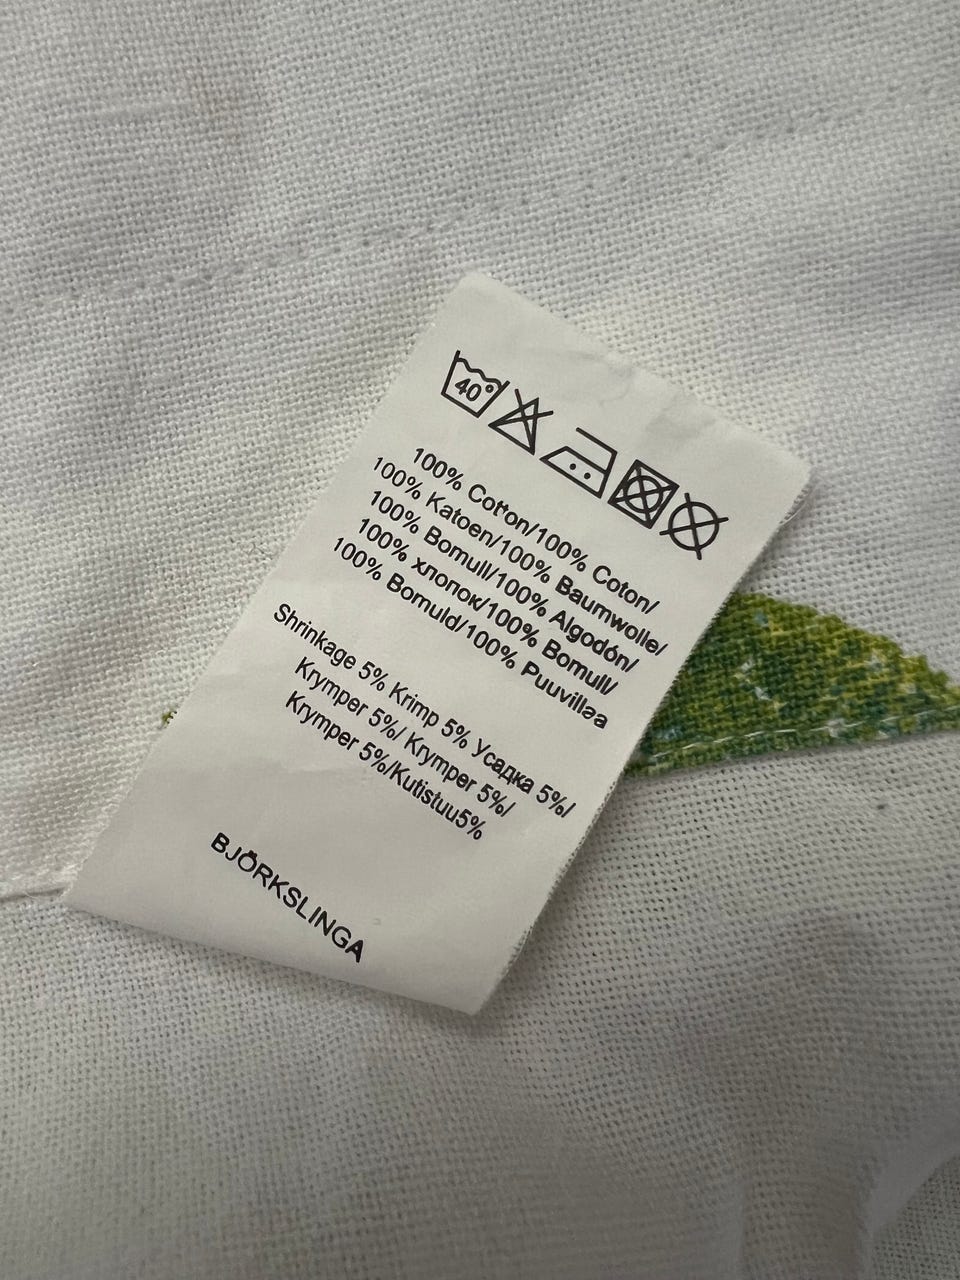 40°
100% Cotton/100% Coton/
100% Katoen/100% Baumwolle/
100% Bomull/100% Algodón/
100% хлопок/100% Bomull/
100% Bomuld/100% Puuvillaa
Shrinkage 5% Krimp 5% Усадка 5%/
Krymper 5%/ Krymper 5%/
Krymper 5%/Kutistuu5%
BJÖRKSLINGA